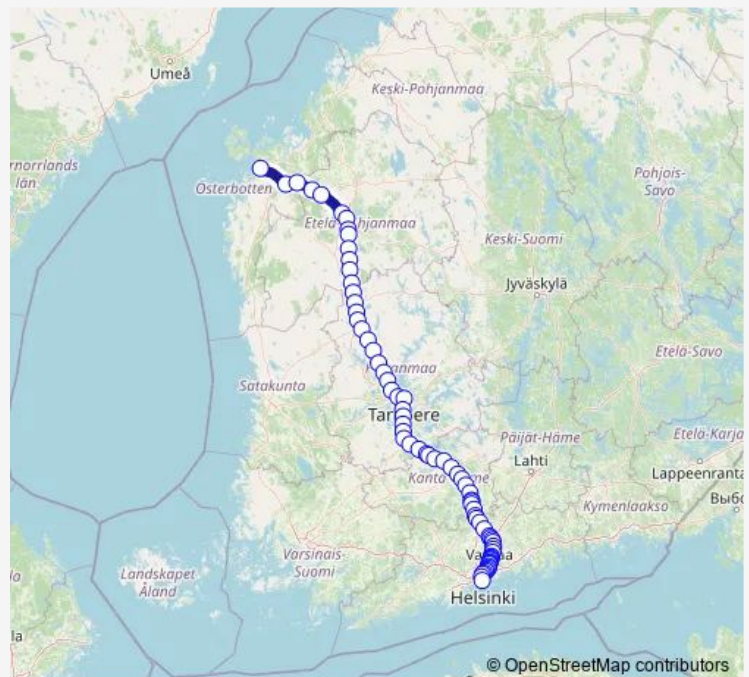 Umeå
Keski-Pohjanmaa
rnorrlands
län
Österbotten
Pohjois-
Savo
Keski-Suomi
Jyväskylä
Etelä-Savo
Satakunta
Päijät-Häme
Lahti
Etelä-Karja
Lappeenranta
Выбо
Kymenlaakso
Varsinais-
Suomi
Landskapet
Åland
Helsinki
la
© OpenStreetMap contributors